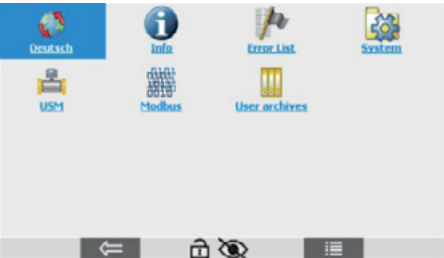 Deutsch
Info
Error List
System
USM
Modbus
User archives